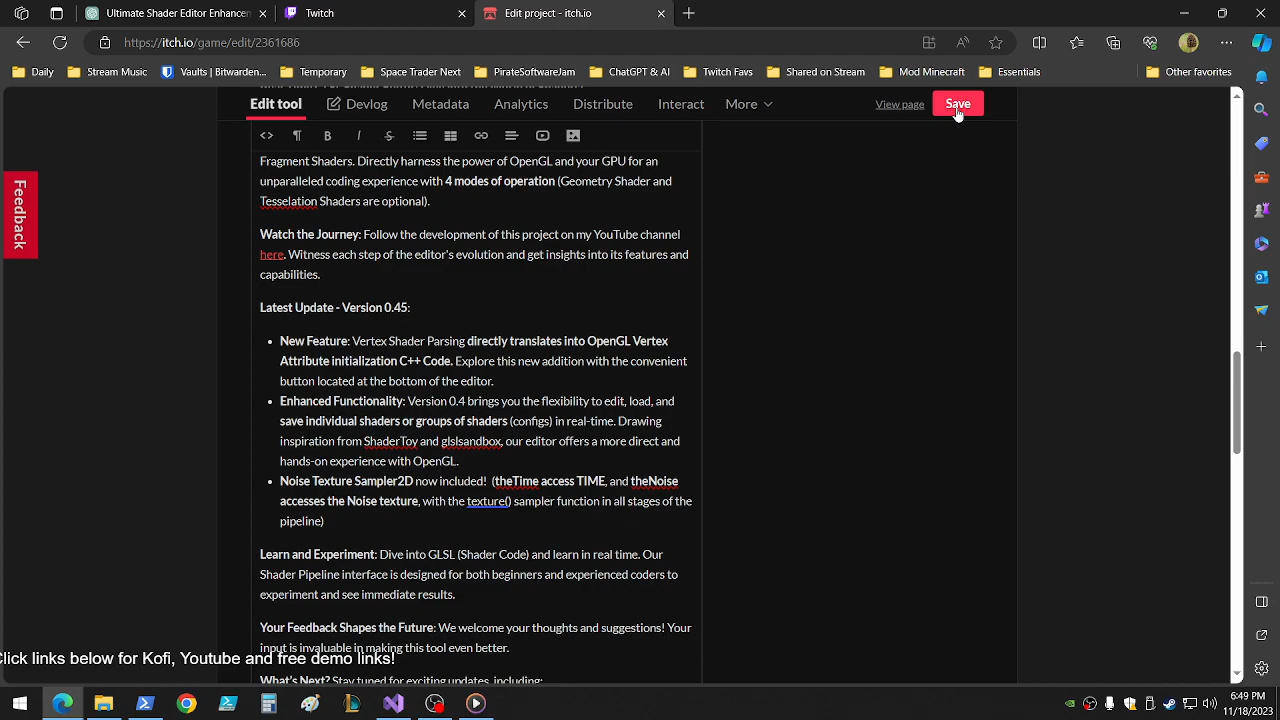 Ultimate Shader Editor Enhancem
Twitch
Edit project - itch.io
https://itch.io/game/edit/2361686
Daily
Stream Music
Vaults | Bitwarden...
Temporary
Space Trader Next
PirateSoftwareJam
ChatGPT & AI
Twitch Favs
Shared on Stream
Mod Minecraft
Essentials
Other favorites
Edit tool
Devlog
Metadata
Analytics
Distribute
Interact
More
View page
Save
Feedback
Fragment Shaders. Directly harness the power of OpenGL and your GPU for an
unparalleled coding experience with 4 modes of operation (Geometry Shader and
Tesselation Shaders are optional).
Watch the Journey: Follow the development of this project on my YouTube channel
here. Witness each step of the editor's evolution and get insights into its features and
capabilities.
Latest Update - Version 0.45:
New Feature: Vertex Shader Parsing directly translates into OpenGL Vertex
Attribute initialization C++ Code. Explore this new addition with the convenient
button located at the bottom of the editor.
Enhanced Functionality: Version 0.4 brings you the flexibility to edit, load, and
save individual shaders or groups of shaders (configs) in real-time. Drawing
inspiration from ShaderToy and glslsandbox, our editor offers a more direct and
hands-on experience with OpenGL.
Noise Texture Sampler2D now included! (theTime access TIME, and theNoise
accesses the Noise texture, with the texture() sampler function in all stages of the
pipeline)
Learn and Experiment: Dive into GLSL (Shader Code) and learn in real time. Our
Shader Pipeline interface is designed for both beginners and experienced coders to
experiment and see immediate results.
Your Feedback Shapes the Future: We welcome your thoughts and suggestions! Your
input is invaluable in making this tool even better.
Click links below for Kofi, Youtube and free demo links!
What's Next? Stay tuned for exciting updates, including:
6:49 PM
11/18/2023